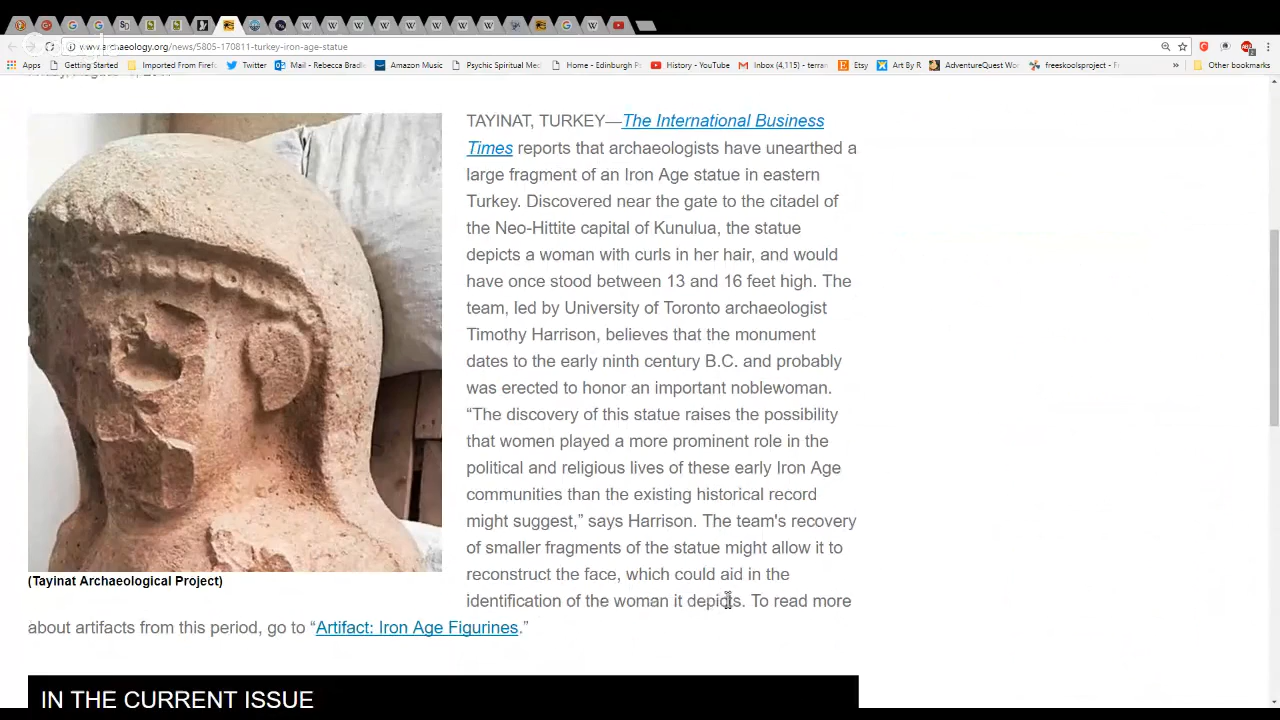 www.archaeology.org/news/5805-170811-turkey-iron-age-statue
Apps Getting Started Imported From Firefo Twitter Mail - Rebecca Bradle Amazon Music Psychic Spiritual Med Home - Edinburgh P History - YouTube Inbox (4,115) - terran Etsy Art By R AdventureQuest Wor freeskoolsproject - F » Other bookmarks
TAYINAT, TURKEY—The International Business
Times reports that archaeologists have unearthed a
large fragment of an Iron Age statue in eastern
Turkey. Discovered near the gate to the citadel of
the Neo-Hittite capital of Kunulua, the statue
depicts a woman with curls in her hair, and would
have once stood between 13 and 16 feet high. The
team, led by University of Toronto archaeologist
Timothy Harrison, believes that the monument
dates to the early ninth century B.C. and probably
was erected to honor an important noblewoman.
“The discovery of this statue raises the possibility
that women played a more prominent role in the
political and religious lives of these early Iron Age
communities than the existing historical record
might suggest,” says Harrison. The team's recovery
of smaller fragments of the statue might allow it to
reconstruct the face, which could aid in the
identification of the woman it depicts. To read more
about artifacts from this period, go to “Artifact: Iron Age Figurines.”
(Tayinat Archaeological Project)
IN THE CURRENT ISSUE